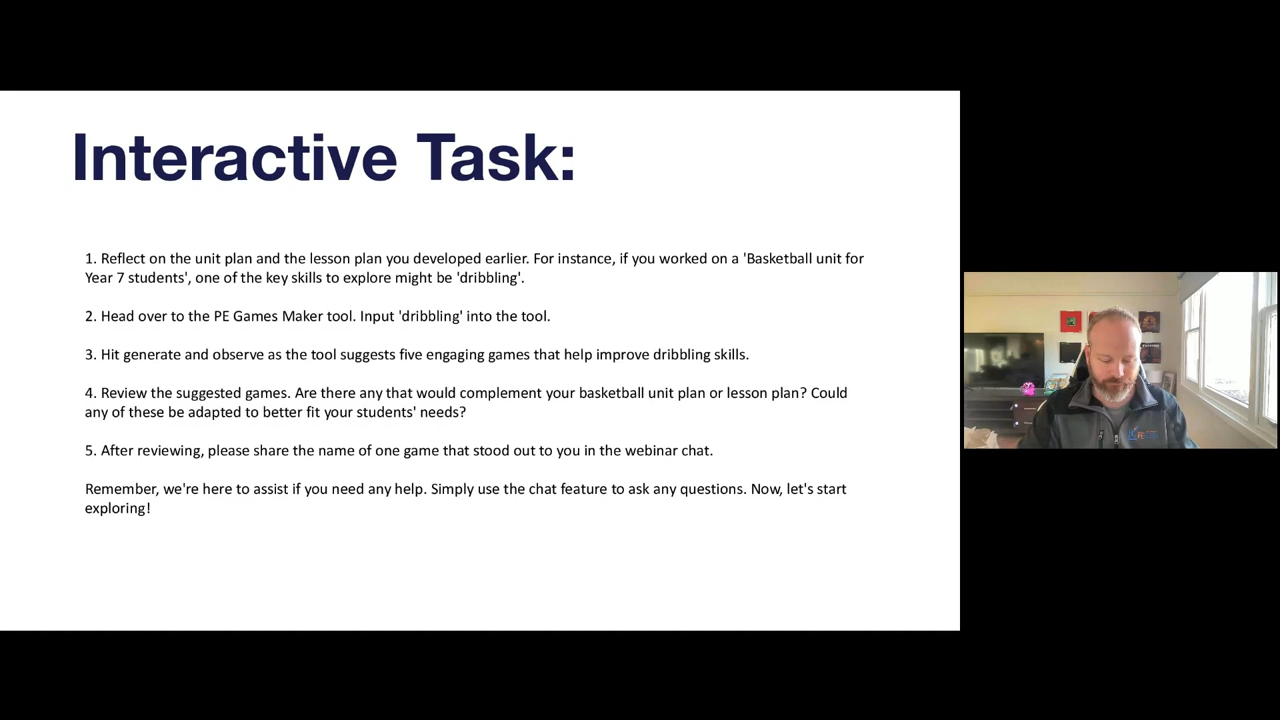 Interactive Task:
1. Reflect on the unit plan and the lesson plan you developed earlier. For instance, if you worked on a 'Basketball unit for
Year 7 students', one of the key skills to explore might be 'dribbling'.
2. Head over to the PE Games Maker tool. Input 'dribbling' into the tool.
3. Hit generate and observe as the tool suggests five engaging games that help improve dribbling skills.
4. Review the suggested games. Are there any that would complement your basketball unit plan or lesson plan? Could
any of these be adapted to better fit your students' needs?
5. After reviewing, please share the name of one game that stood out to you in the webinar chat.
Remember, we're here to assist if you need any help. Simply use the chat feature to ask any questions. Now, let's start
exploring!